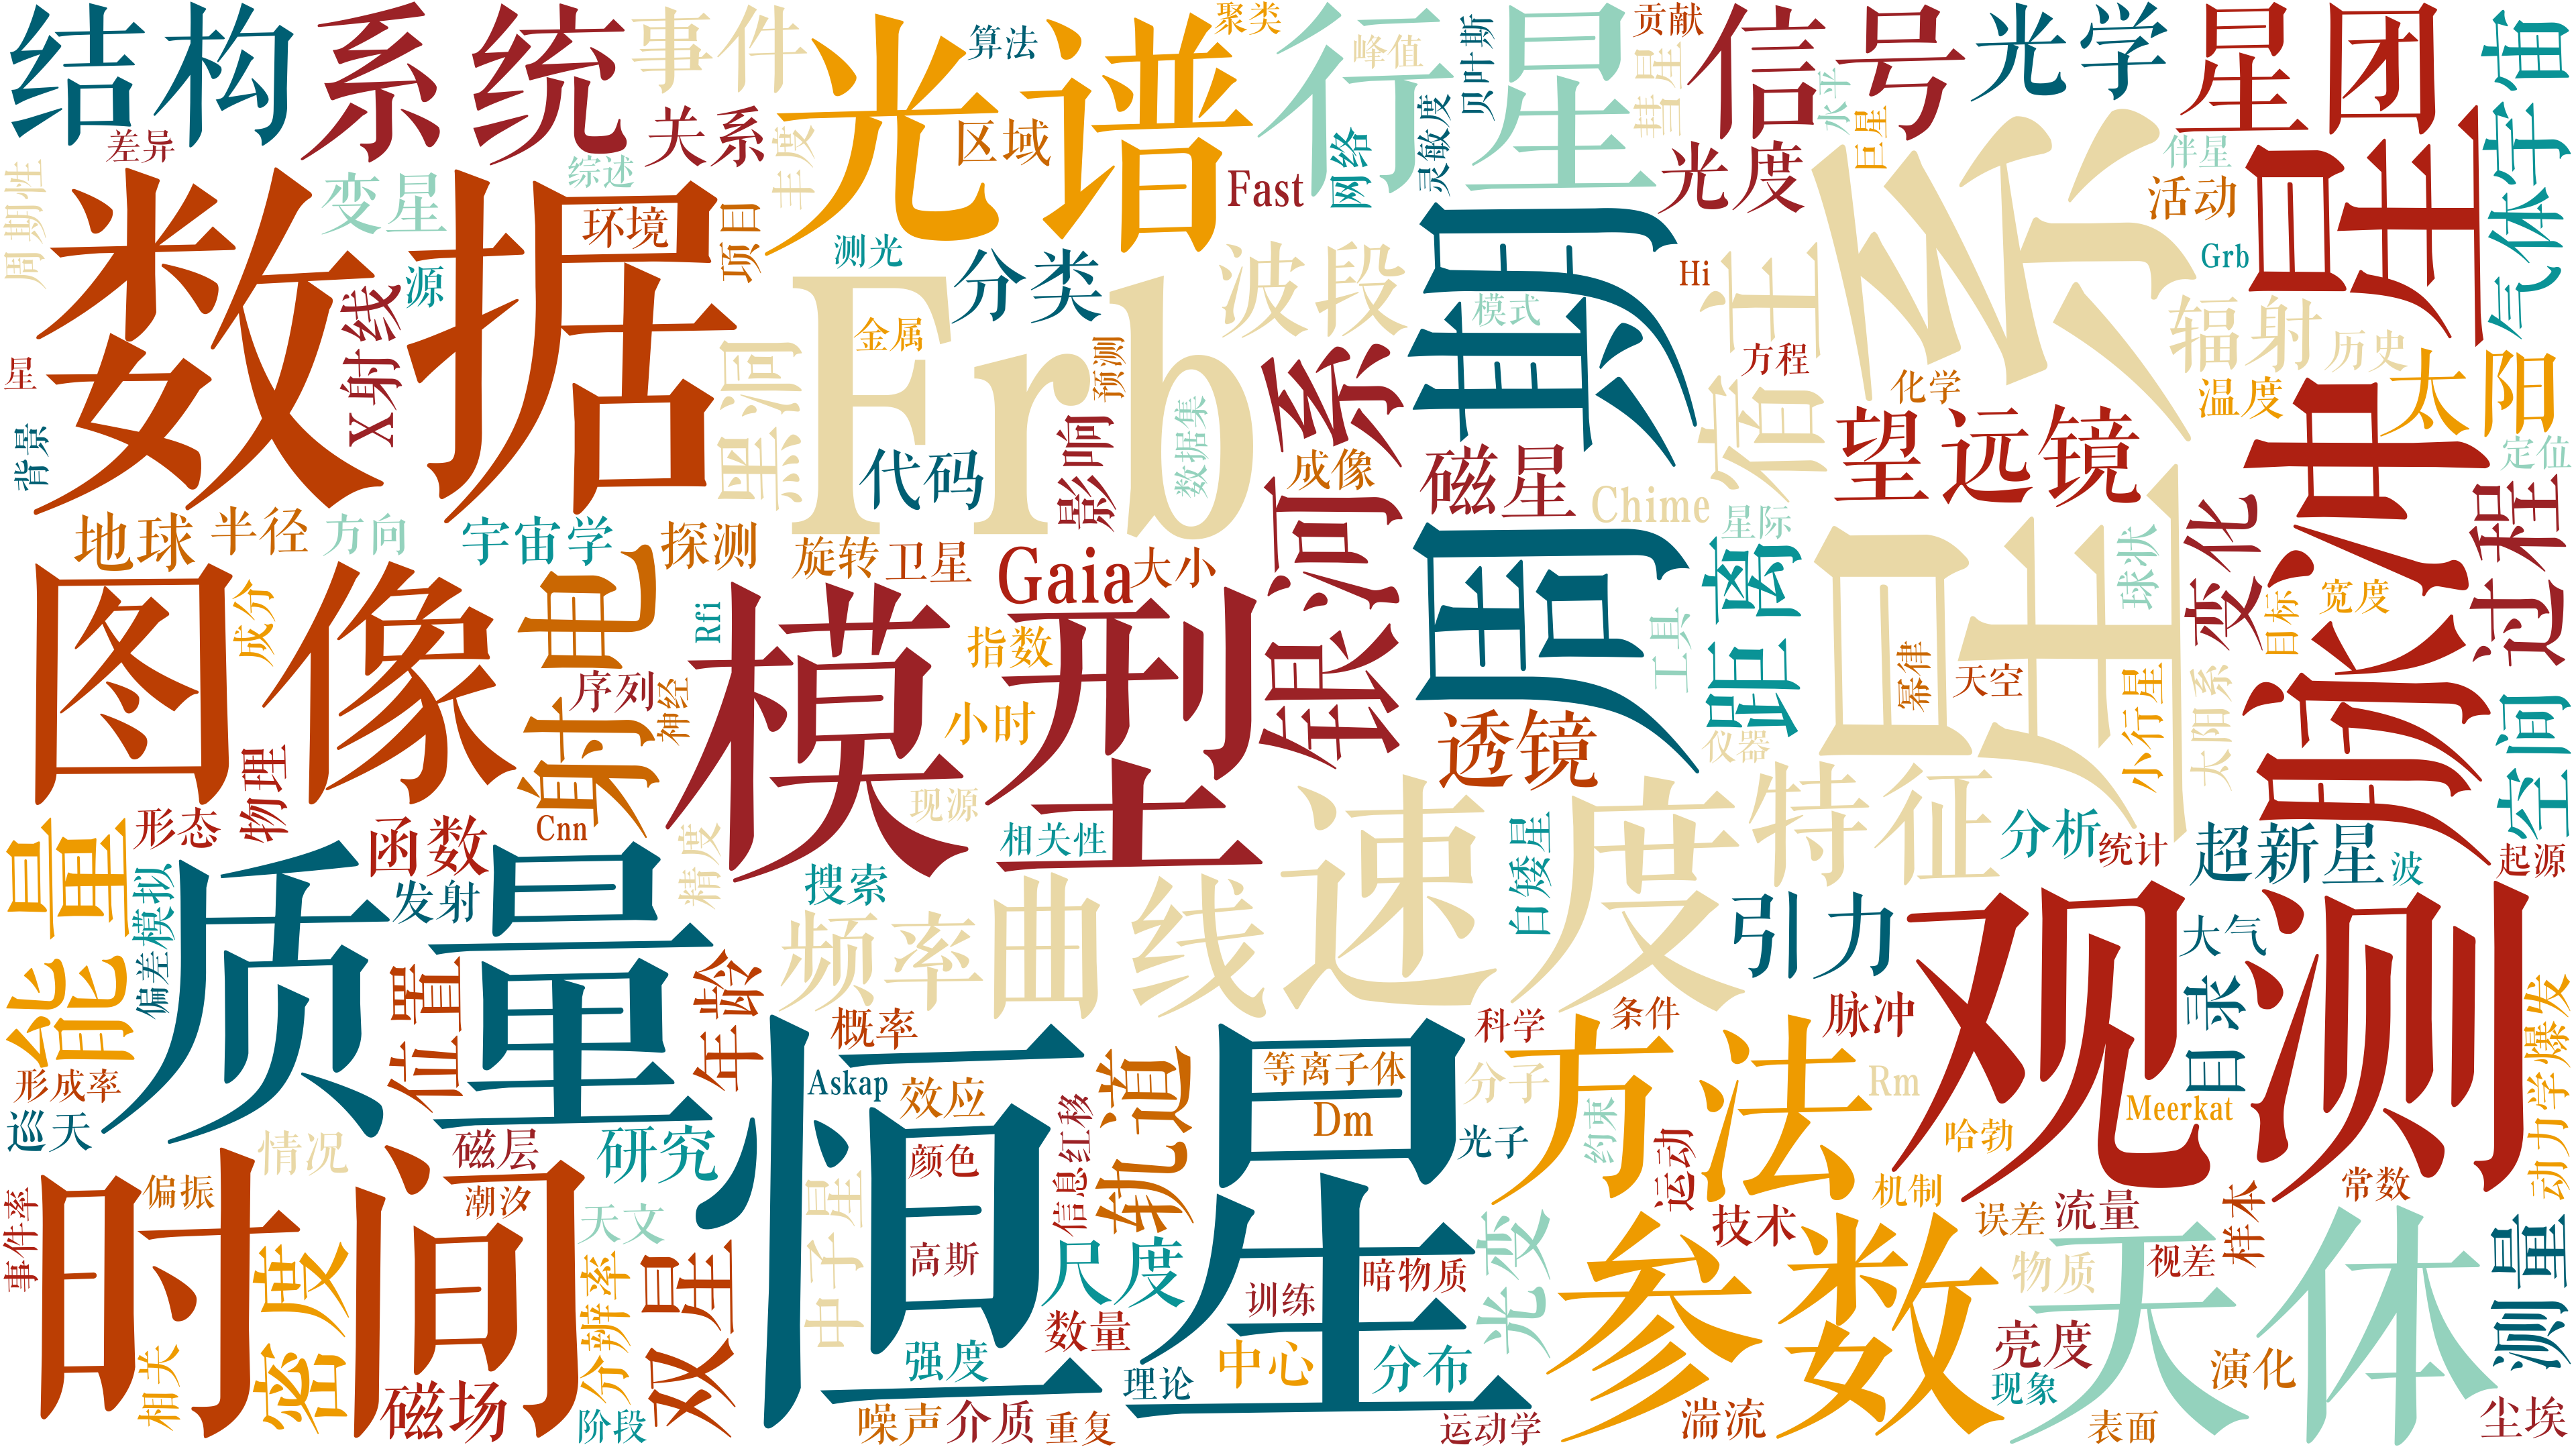 结构
系统
事件
光谱
算法
聚类
行星
峰值
贝叶斯
彗星
贡献
信号
水平
巨星
光学
星团
宇宙
差异
关系
区域
丰度
Fast
网络
灵敏度
光度
伴星
活动
气体
周期性
变星
综述
环境
项目
测光
分类
波段
周期
Hi
宿主
星系
星
Grb
数据
源
X射线
星
背景
黑洞
金属
Frb
预测
数据集
代码
影响
银河系
成像
模式
磁星
方程
化学
望远镜
辐射
历史
温度
太阳
定位
脉冲星
地球
半径
方向
宇宙学
探测
旋转
卫星
Gaia
大小
Chime
星际
距离
球状
变化
过程
图像
成分
射电
Rfi
序列
神经
模型
指数
小时
透镜
工具
仪器
幂律
天空
小行星
目标
宽度
太阳系
空间
形态
物理
函数
Cnn
精度
现源
相关性
搜索
速度
白矮星
特征
分析
统计
超新星
波
起源
能量
质量
模拟
偏差
发射
位置
年龄
频率
曲线
引力
观测
大气
目录
爆发
动力学
形成率
巡天
概率
Askap
效应
恒星
红移
信息
轨道
等离子体
Dm
光子
科学
条件
脉冲
方法
分子
Rm
约束
运动
哈勃
Meerkat
情况
磁层
研究
颜色
机制
时间
偏振
潮汐
天文
事件率
密度
分辨率
双星
中子星
高斯
尺度
数量
训练
暗物质
光变
技术
参数
误差
流量
物质
视差
样本
常数
测量
天体
相关
磁场
阶段
强度
噪声
介质
重复
理论
中心
分布
运动学
湍流
亮度
现象
表面
演化
尘埃